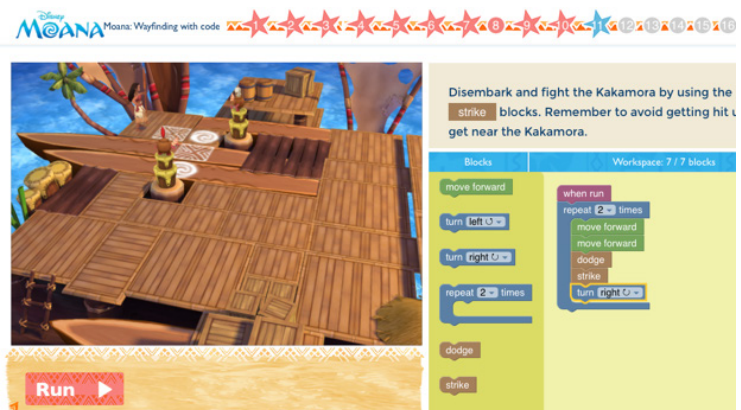 Disney
MOANA Moana: Wayfinding with code 1 2 3 4 5 6 7 8 9 10 11 12 13 14 15 16
Disembark and fight the Kakamora by using the
strike blocks. Remember to avoid getting hit
get near the Kakamora.
Blocks
Workspace: 7 / 7 blocks
move forward
turn left
turn right
repeat 2 times
dodge
strike
when run
repeat 2 times
move forward
move forward
dodge
strike
turn right
Run